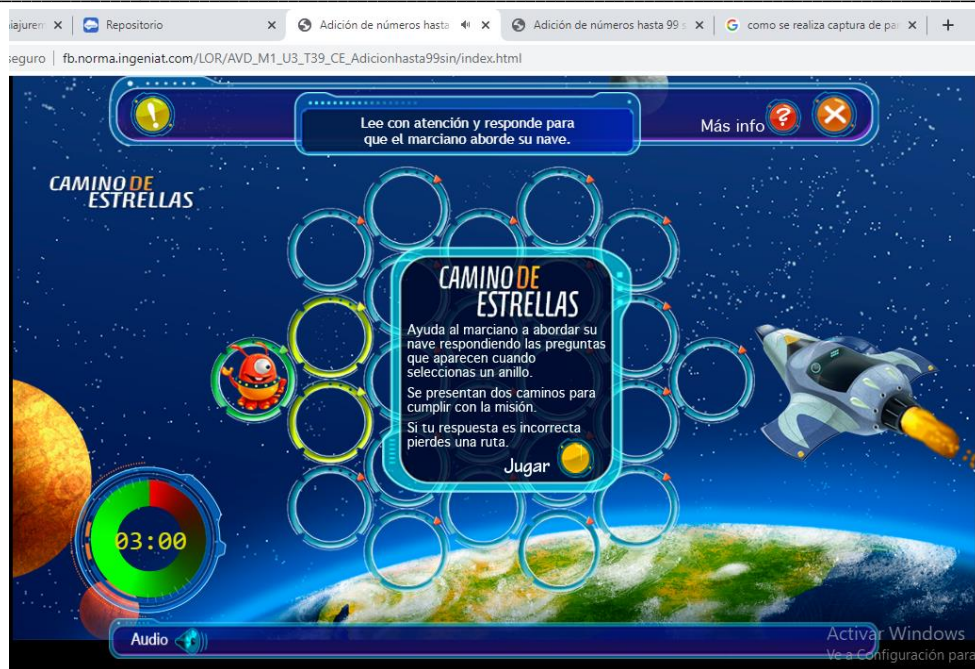 Repositorio
Adición de números hasta
Adición de números hasta 99 s
como se realiza captura de pa
seguro | fb.norma.ingeniat.com/LOR/AVD_M1_U3_T39_CE_Adicionhasta99sin/index.html
Lee con atención y responde para
que el marciano aborde su nave.
Más info
?
CAMINO DE
ESTRELLAS
CAMINO DE
ESTRELLAS
Ayuda al marciano a abordar su
nave respondiendo las preguntas
que aparecen cuando
seleccionas un anillo.
Se presentan dos caminos para
cumplir con la misión.
Si tu respuesta es incorrecta
pierdes una ruta.
Jugar
03:00
Audio
Activar Windows
Ve a Configuración para